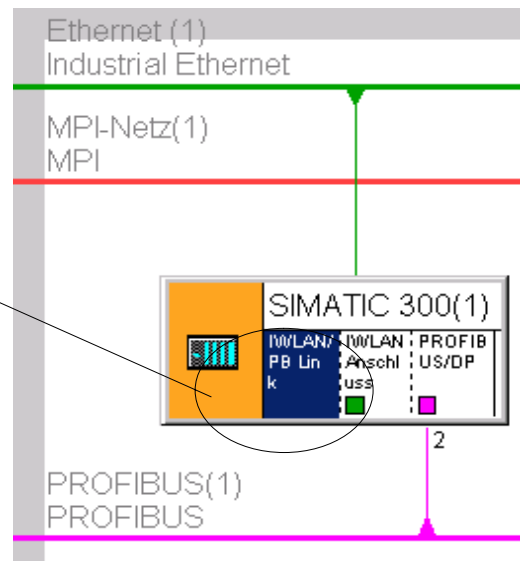 Ethernet (1)
Industrial Ethernet
MPI-Netz(1)
MPI
SIMATIC 300(1)
IWLAN/
PB Lin
k
IWLAN
Anschl
uss
PROFIB
US/DP
2
PROFIBUS(1)
PROFIBUS